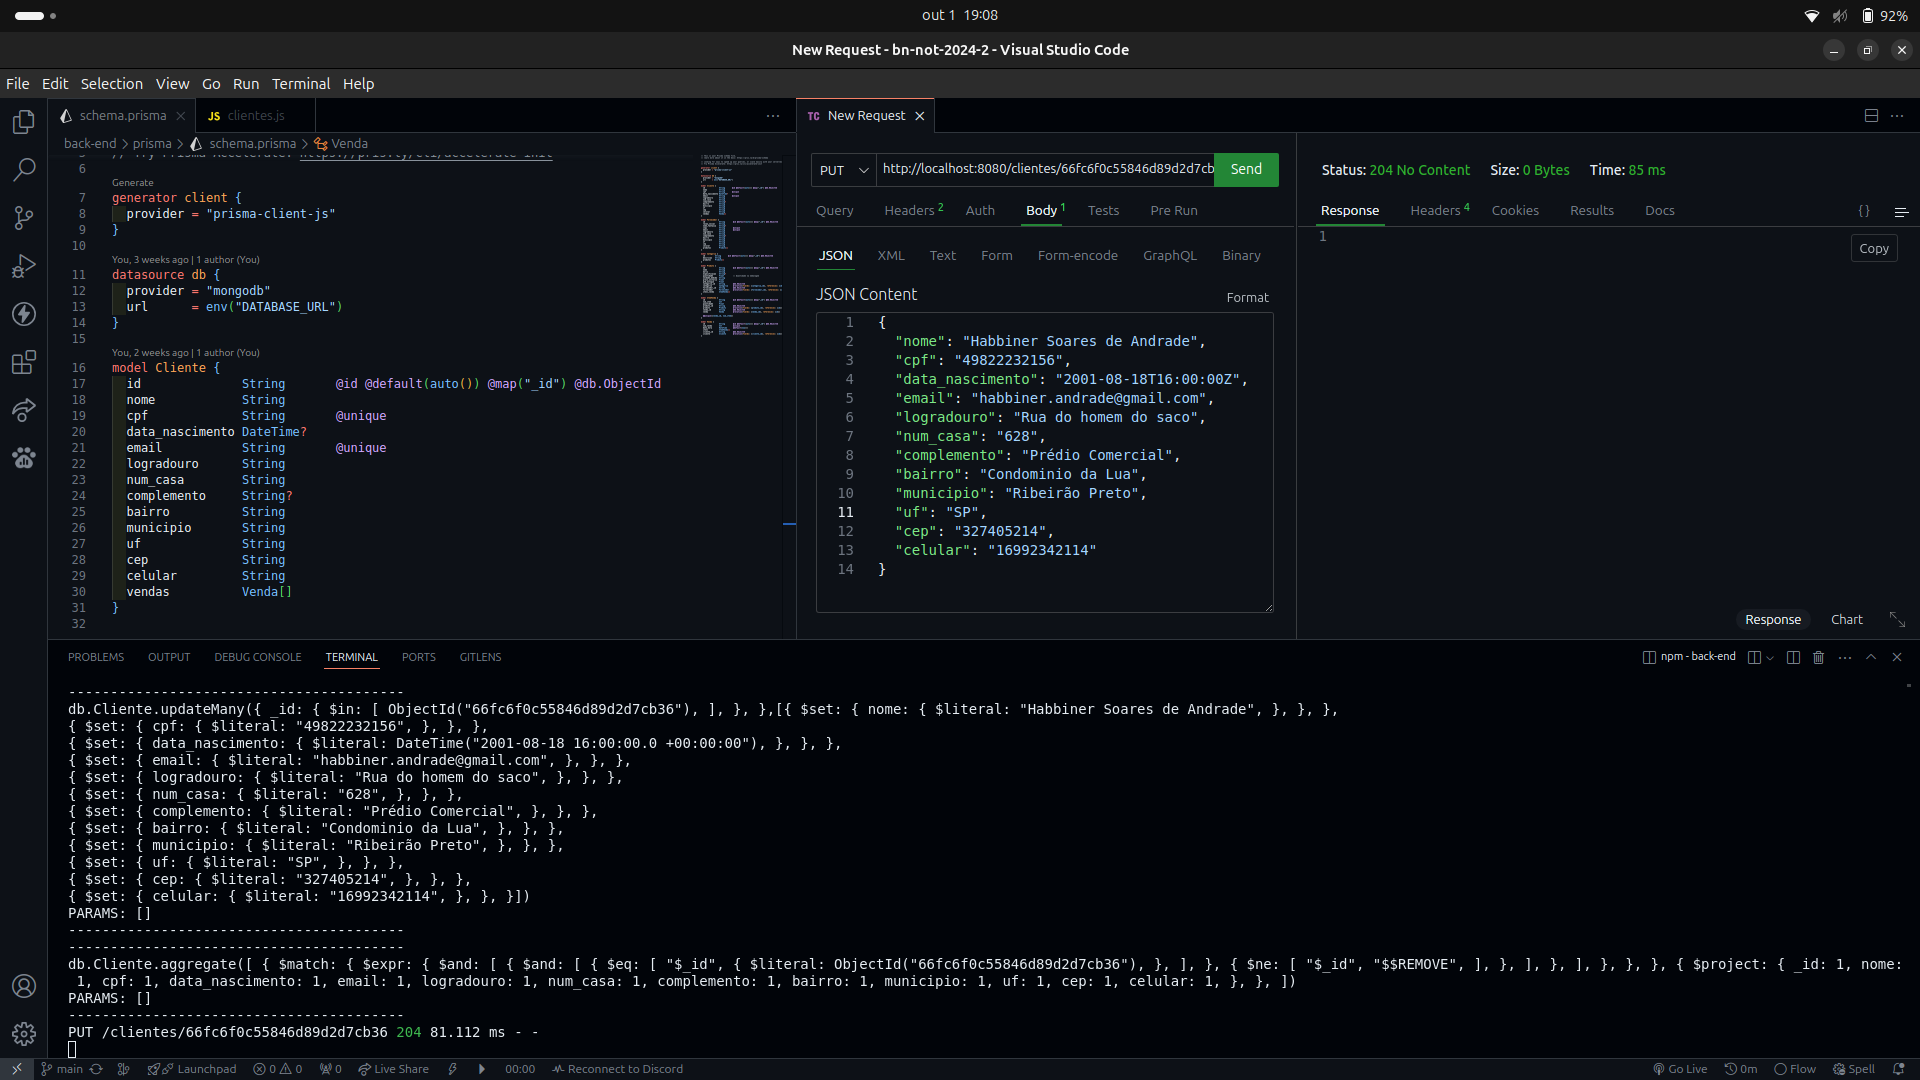 out 1 19:08
92%
New Request - bn-not-2024-2 - Visual Studio Code
File Edit Selection View Go Run Terminal Help
schema.prisma
JS clientes.js
TC New Request
back-end > prisma > schema.prisma > Venda
6
Generate
7 generator client {
8 provider = "prisma-client-js"
9 }
10
You, 3 weeks ago | 1 author (You)
11 datasource db {
12 provider = "mongodb"
13 url = env("DATABASE_URL")
14 }
15
You, 2 weeks ago | 1 author (You)
16 model Cliente {
17 id String @id @default(auto()) @map("_id") @db.ObjectId
18 nome String
19 cpf String @unique
20 data_nascimento DateTime?
21 email String @unique
22 logradouro String
23 num_casa String
24 complemento String?
25 bairro String
26 municipio String
27 uf String
28 cep String
29 celular String
30 vendas Venda[]
31 }
32
PUT
http://localhost:8080/clientes/66fc6f0c55846d89d2d7cb
Send
Query Headers 2 Auth Body 1 Tests Pre Run
JSON XML Text Form Form-encode GraphQL Binary
JSON Content
Format
1 {
2 "nome": "Habbiner Soares de Andrade",
3 "cpf": "49822232156",
4 "data_nascimento": "2001-08-18T16:00:00Z",
5 "email": "habbiner.andrade@gmail.com",
6 "logradouro": "Rua do homem do saco",
7 "num_casa": "628",
8 "complemento": "Prédio Comercial",
9 "bairro": "Condominio da Lua",
10 "municipio": "Ribeirão Preto",
11 "uf": "SP",
12 "cep": "327405214",
13 "celular": "16992342114"
14 }
Status: 204 No Content Size: 0 Bytes Time: 85 ms
Response Headers 4 Cookies Results Docs
{ }
1
Copy
Response Chart
PROBLEMS OUTPUT DEBUG CONSOLE TERMINAL PORTS GITLENS
npm - back-end
----------------------------------------
db.Cliente.updateMany({ _id: { $in: [ ObjectId("66fc6f0c55846d89d2d7cb36"), ], }, },[{ $set: { nome: { $literal: "Habbiner Soares de Andrade", }, }, },
{ $set: { cpf: { $literal: "49822232156", }, }, },
{ $set: { data_nascimento: { $literal: DateTime("2001-08-18 16:00:00.0 +00:00:00"), }, }, },
{ $set: { email: { $literal: "habbiner.andrade@gmail.com", }, }, },
{ $set: { logradouro: { $literal: "Rua do homem do saco", }, }, },
{ $set: { num_casa: { $literal: "628", }, }, },
{ $set: { complemento: { $literal: "Prédio Comercial", }, }, },
{ $set: { bairro: { $literal: "Condominio da Lua", }, }, },
{ $set: { municipio: { $literal: "Ribeirão Preto", }, }, },
{ $set: { uf: { $literal: "SP", }, }, },
{ $set: { cep: { $literal: "327405214", }, }, },
{ $set: { celular: { $literal: "16992342114", }, }, }])
PARAMS: []
----------------------------------------
----------------------------------------
db.Cliente.aggregate([ { $match: { $expr: { $and: [ { $and: [ { $eq: [ "$_id", { $literal: ObjectId("66fc6f0c55846d89d2d7cb36"), }, ], }, { $ne: [ "$_id", "$$REMOVE", ], }, ], }, ], }, }, }, { $project: { _id: 1, nome:
1, cpf: 1, data_nascimento: 1, email: 1, logradouro: 1, num_casa: 1, complemento: 1, bairro: 1, municipio: 1, uf: 1, cep: 1, celular: 1, }, }, ])
PARAMS: []
----------------------------------------
PUT /clientes/66fc6f0c55846d89d2d7cb36 204 81.112 ms - -
main Launchpad 0 0 0 Live Share 00:00 Reconnect to Discord
Go Live 0m Flow Spell